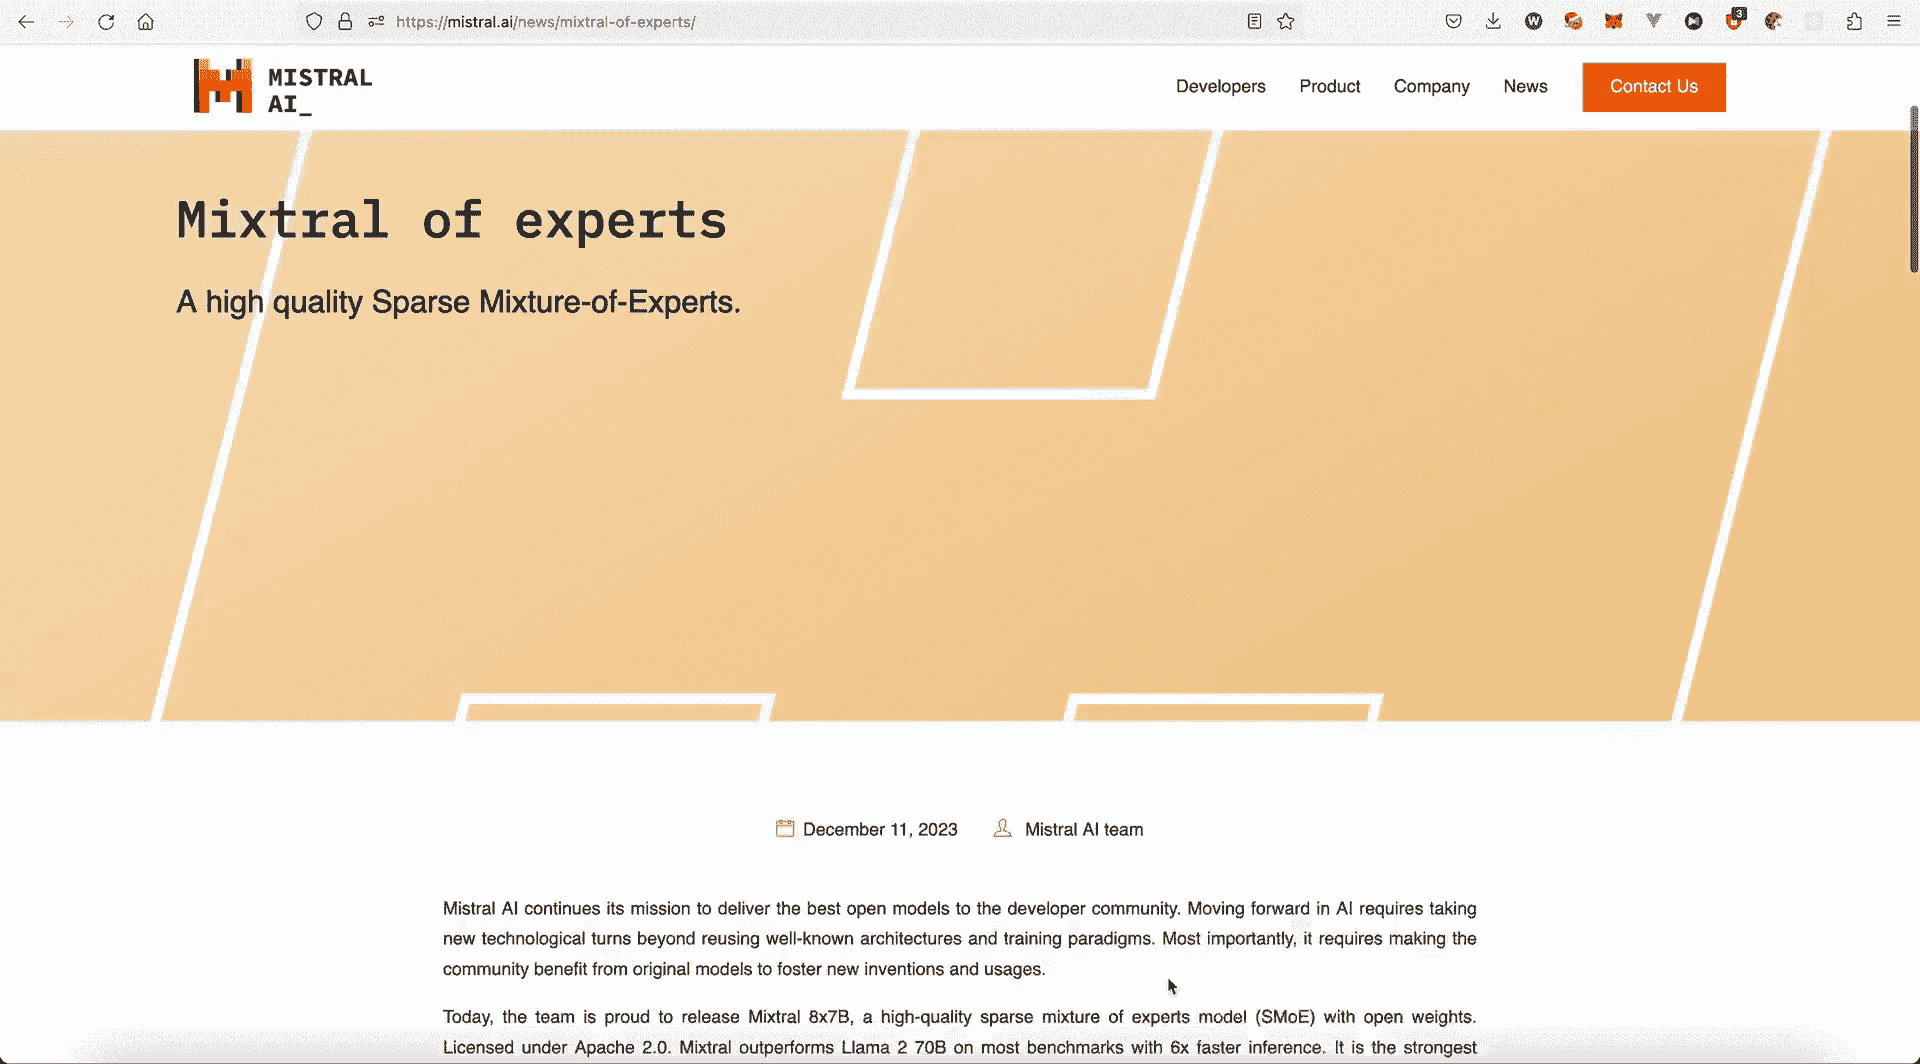 https://mistral.ai/news/mixtral-of-experts/
3
MISTRAL
AI_
Developers Product Company News Contact Us
Mixtral of experts
A high quality Sparse Mixture-of-Experts.
December 11, 2023 Mistral AI team
Mistral AI continues its mission to deliver the best open models to the developer community. Moving forward in AI requires taking
new technological turns beyond reusing well-known architectures and training paradigms. Most importantly, it requires making the
community benefit from original models to foster new inventions and usages.
Today, the team is proud to release Mixtral 8x7B, a high-quality sparse mixture of experts model (SMoE) with open weights.
Licensed under Apache 2.0. Mixtral outperforms Llama 2 70B on most benchmarks with 6x faster inference. It is the strongest